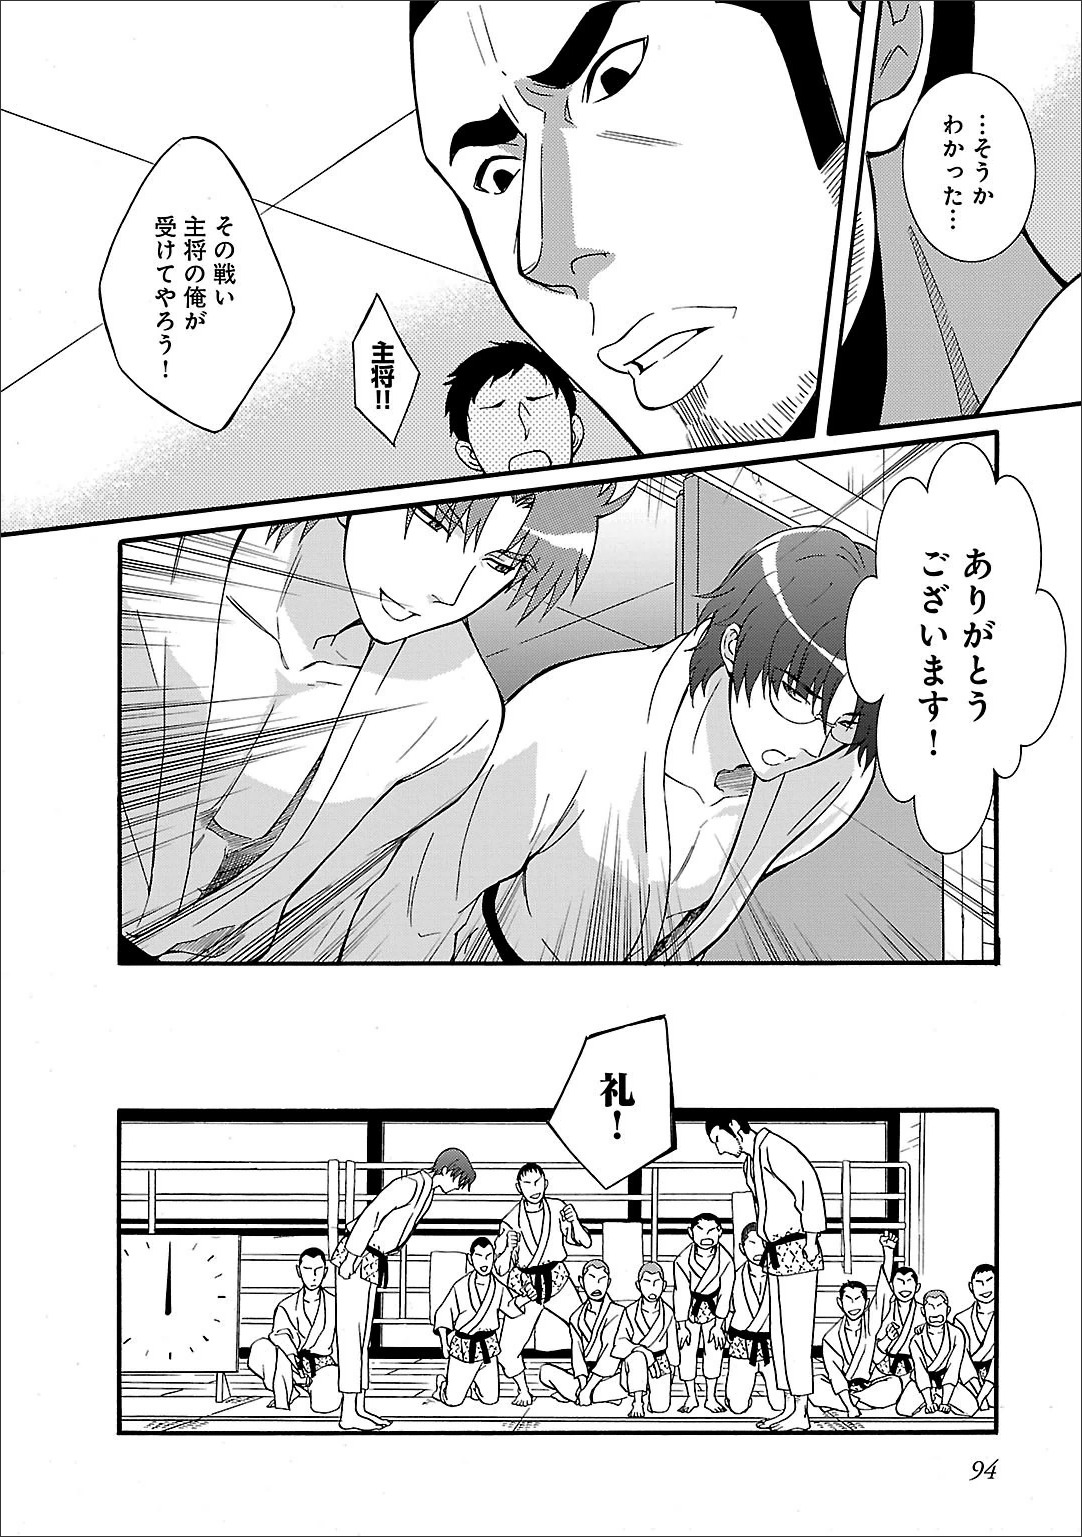 …そうか
わかった…
主将!!
その戦い
主将の俺が
受けてやろう!
ありがとう
ございます!
礼!
94